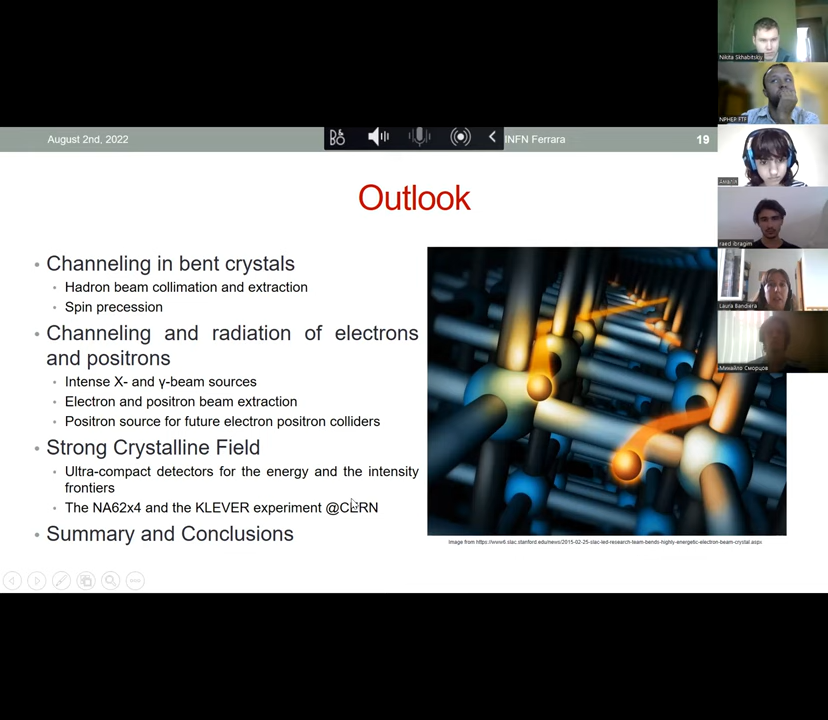 Nikita Skhabitskiy
NPHEP FTF
August 2nd, 2022
INFN Ferrara
19
Outlook
raed ibragim
Laura Bandiera
Михайло Сморцов
• Channeling in bent crystals
• Hadron beam collimation and extraction
• Spin precession
• Channeling and radiation of electrons
and positrons
• Intense X- and γ-beam sources
• Electron and positron beam extraction
• Positron source for future electron positron colliders
• Strong Crystalline Field
• Ultra-compact detectors for the energy and the intensity
frontiers
• The NA62x4 and the KLEVER experiment @CERN
• Summary and Conclusions